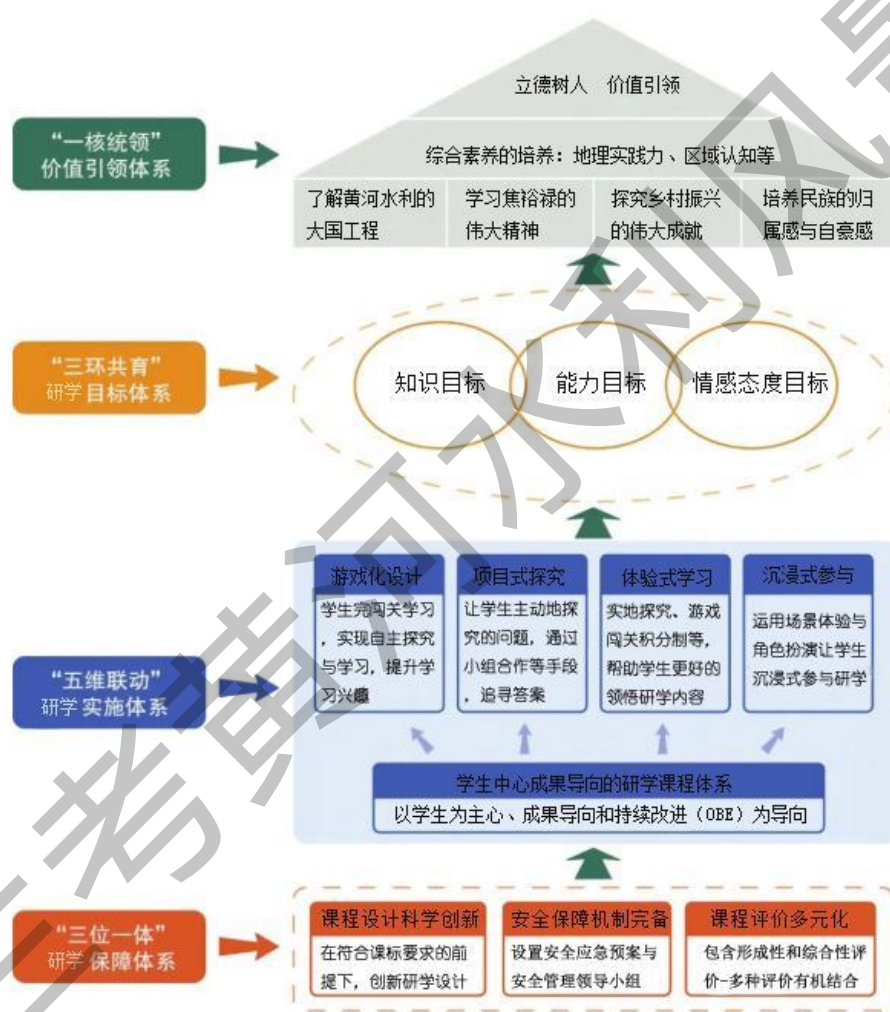 立德树人 价值引领
“一核统领”
价值引领体系
综合素养的培养：地理实践力、区域认知等
了解黄河水利的
大国工程
学习焦裕禄的
伟大精神
探究乡村振兴
的伟大成就
培养民族的归
属感与自豪感
“三环共育”
研学目标体系
知识目标
能力目标
情感态度目标
“五维联动”
研学实施体系
游戏化设计
学生完闯关学习
，实现自主探究
与学习，提升学
习兴趣
项目式探究
让学生主动地探
究的问题，通过
小组合作等手段
，追寻答案
体验式学习
实地探究、游戏
闯关积分制等，
帮助学生更好的
领悟研学内容
沉浸式参与
运用场景体验与
角色扮演让学生
沉浸式参与研学
学生中心成果导向的研学课程体系
以学生为主心、成果导向和持续改进（OBE）为导向
“三位一体”
研学保障体系
课程设计科学创新
在符合课标要求的前
提下，创新研学设计
安全保障机制完备
设置安全应急预案与
安全管理领导小组
课程评价多元化
包含形成性和综合性评
价-多种评价有机结合
考黄河水利风景